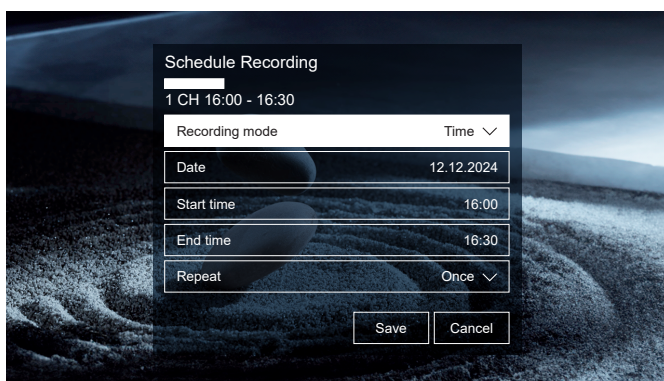 Schedule Recording
1 CH 16:00 - 16:30
Recording mode Time
Date 12.12.2024
Start time 16:00
End time 16:30
Repeat Once
Save Cancel